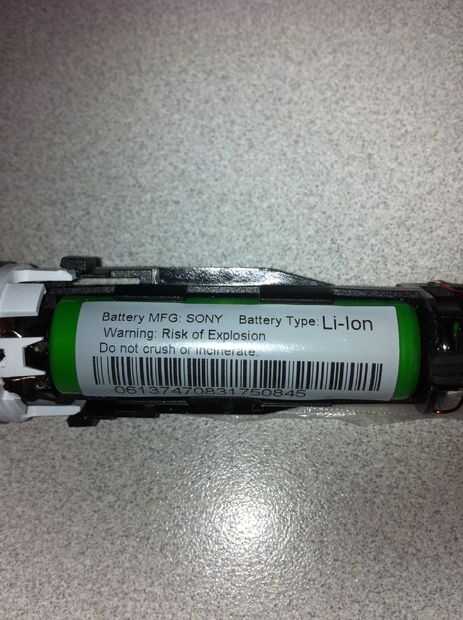 Battery MFG: SONY Battery Type: Li-Ion
Warning: Risk of Explosion
Do not crush or incinerate.
06137470831750845